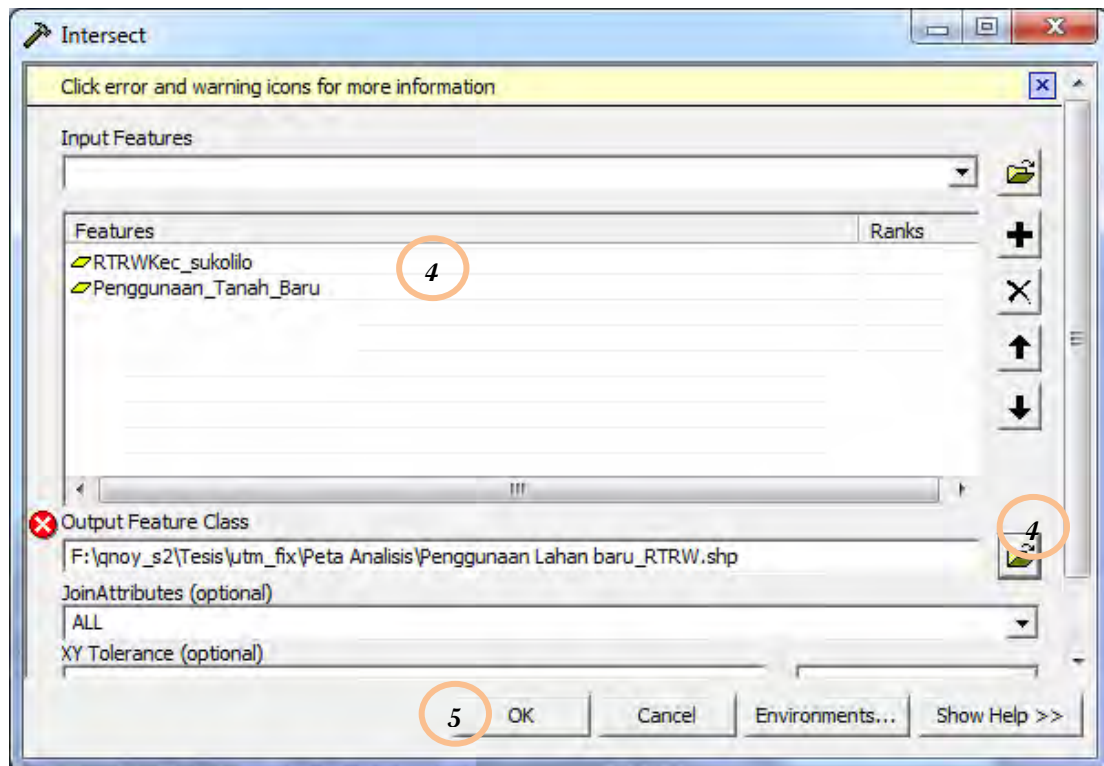 Intersect
Click error and warning icons for more information
Input Features
Features Ranks
RTRWKec_sukolilo
4
Penggunaan_Tanah_Baru
4
Output Feature Class
F:\qnoy_s2\Tesis\utm_fix\Peta Analisis\Penggunaan Lahan baru_RTRW.shp
JoinAttributes (optional)
ALL
XY Tolerance (optional)
5 OK Cancel Environments... Show Help >>